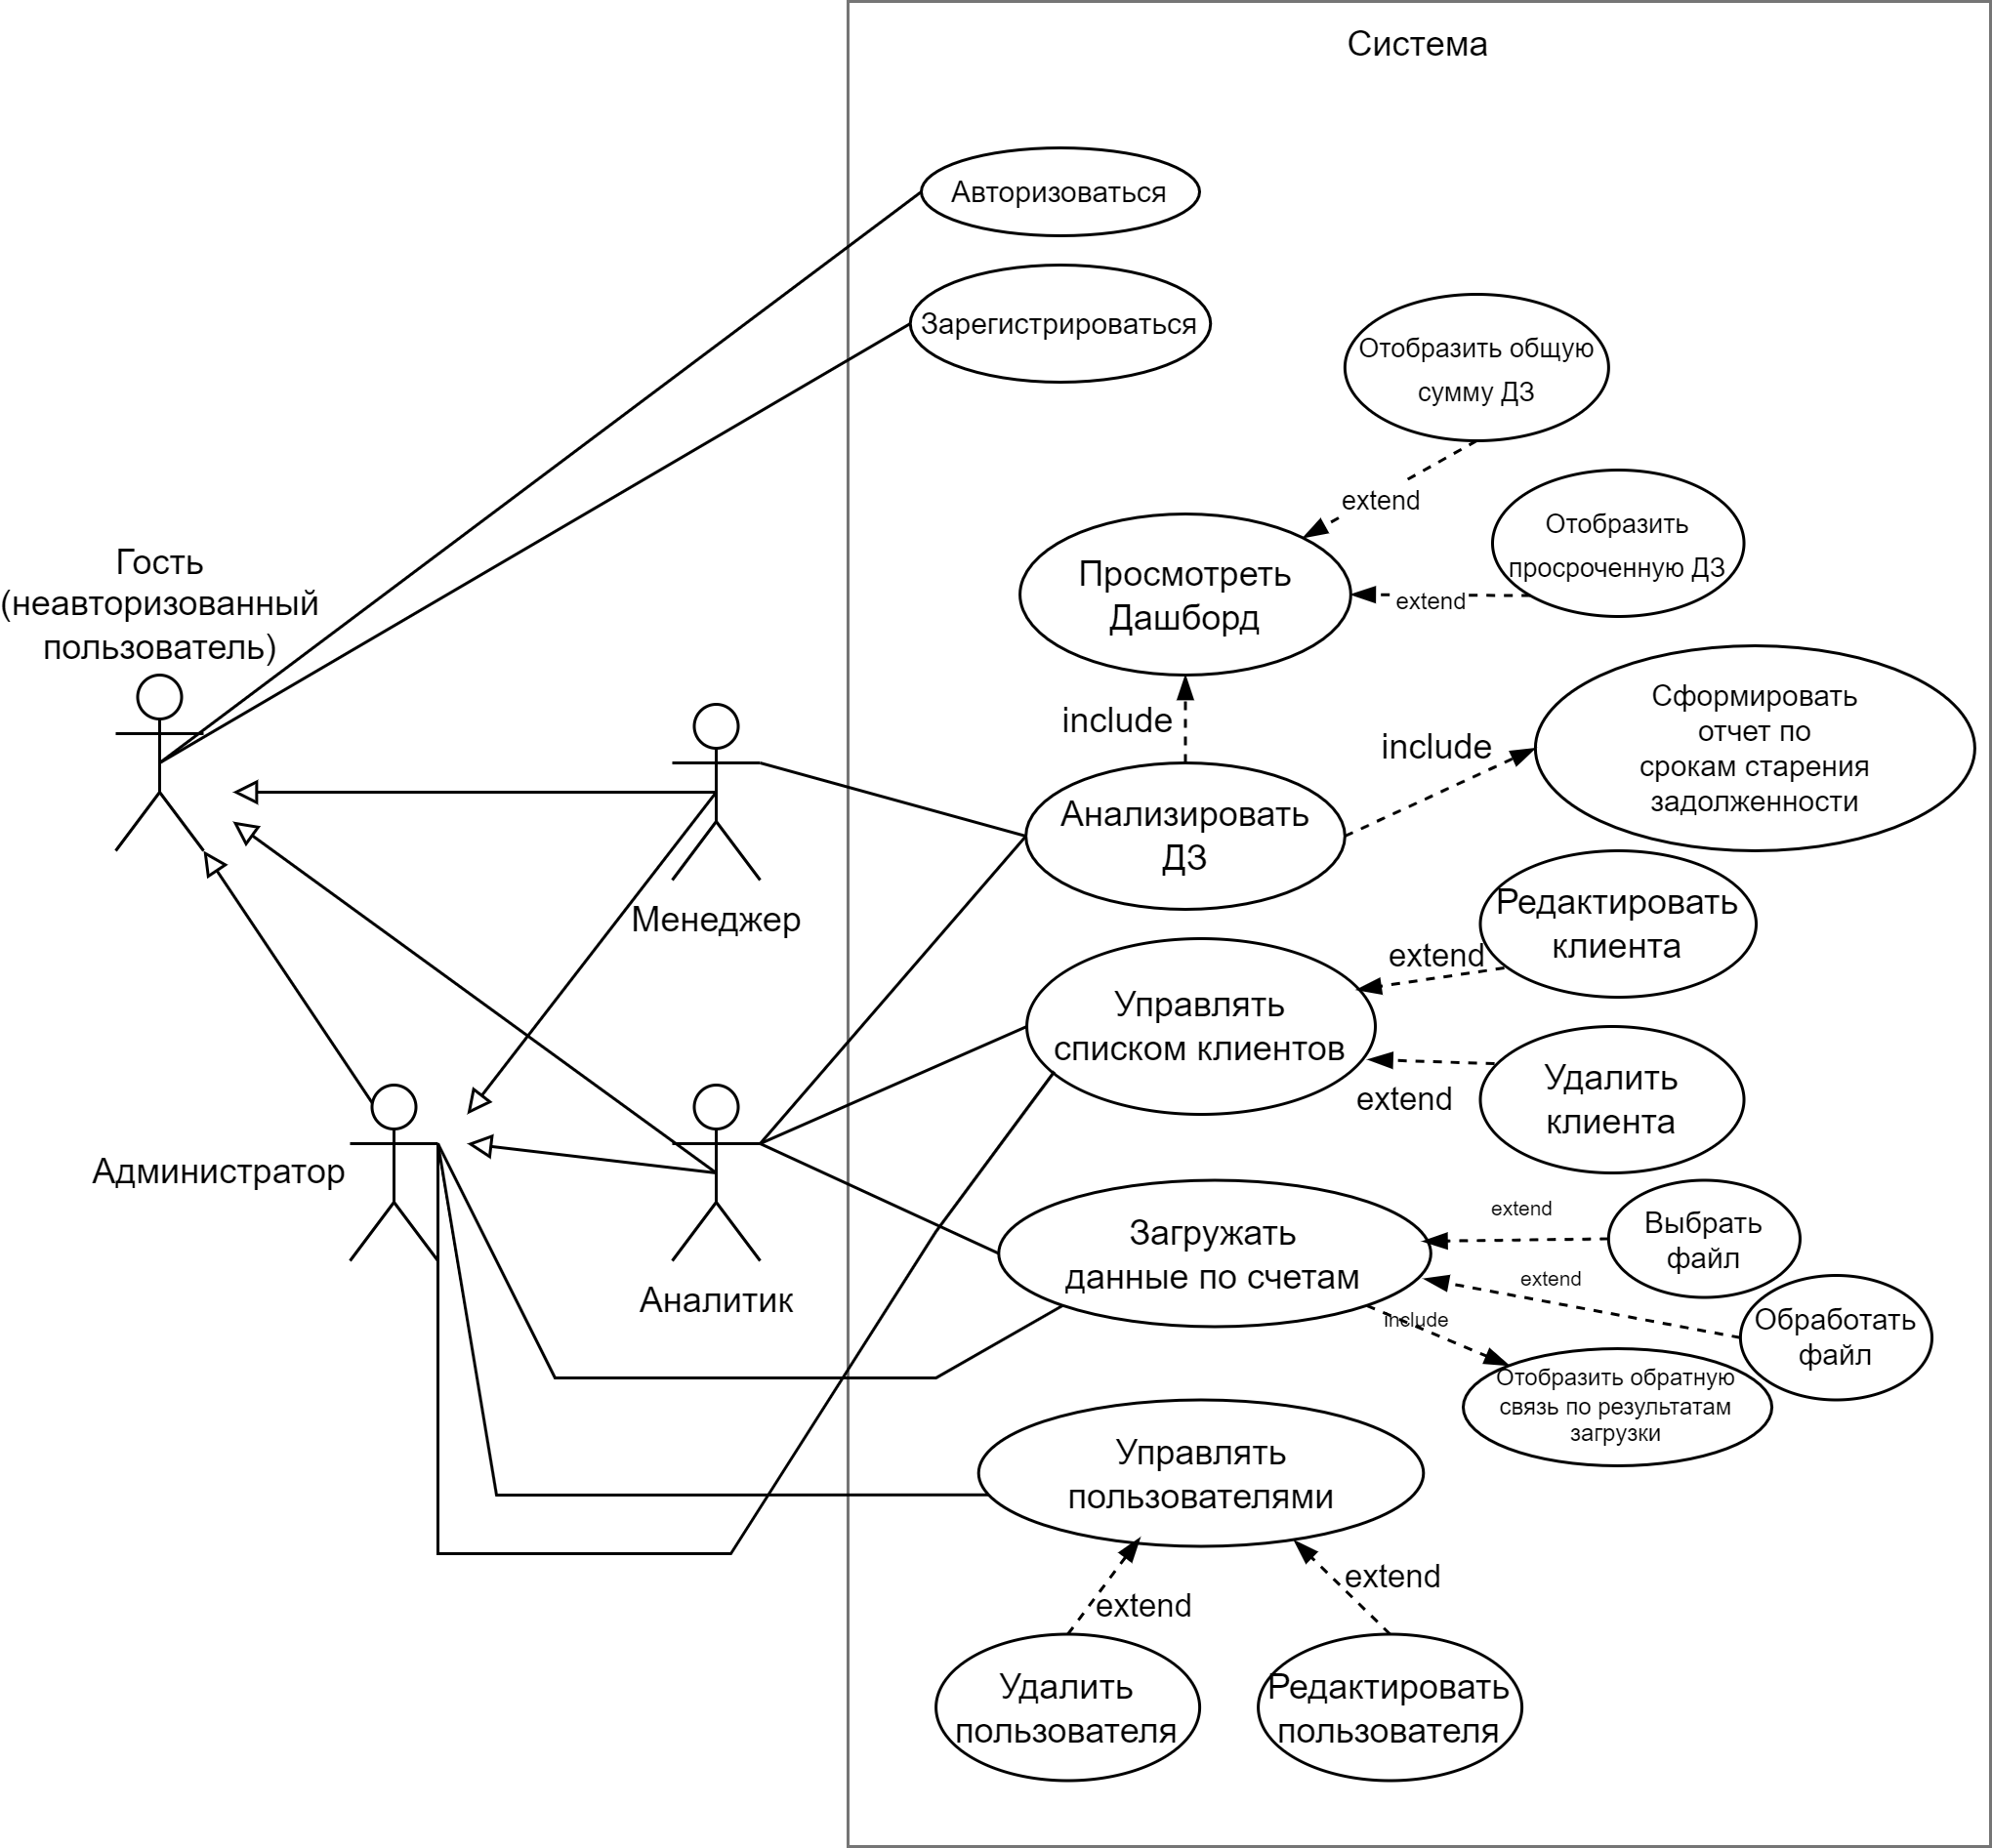 Система
Авторизоваться
Зарегистрироваться
Отобразить общую
сумму ДЗ
extend
Отобразить
просроченную ДЗ
extend
Просмотреть
Дашборд
Гость
(неавторизованный
пользователь)
include
include
Сформировать
отчет по
срокам старения
задолженности
Анализировать
ДЗ
Менеджер
Редактировать
клиента
extend
Управлять
списком клиентов
Удалить
клиента
extend
Администратор
Аналитик
Загружать
данные по счетам
extend
Выбрать
файл
extend
Обработать
файл
include
Отобразить обратную
связь по результатам
загрузки
Управлять
пользователями
extend
extend
Удалить
пользователя
Редактировать
пользователя